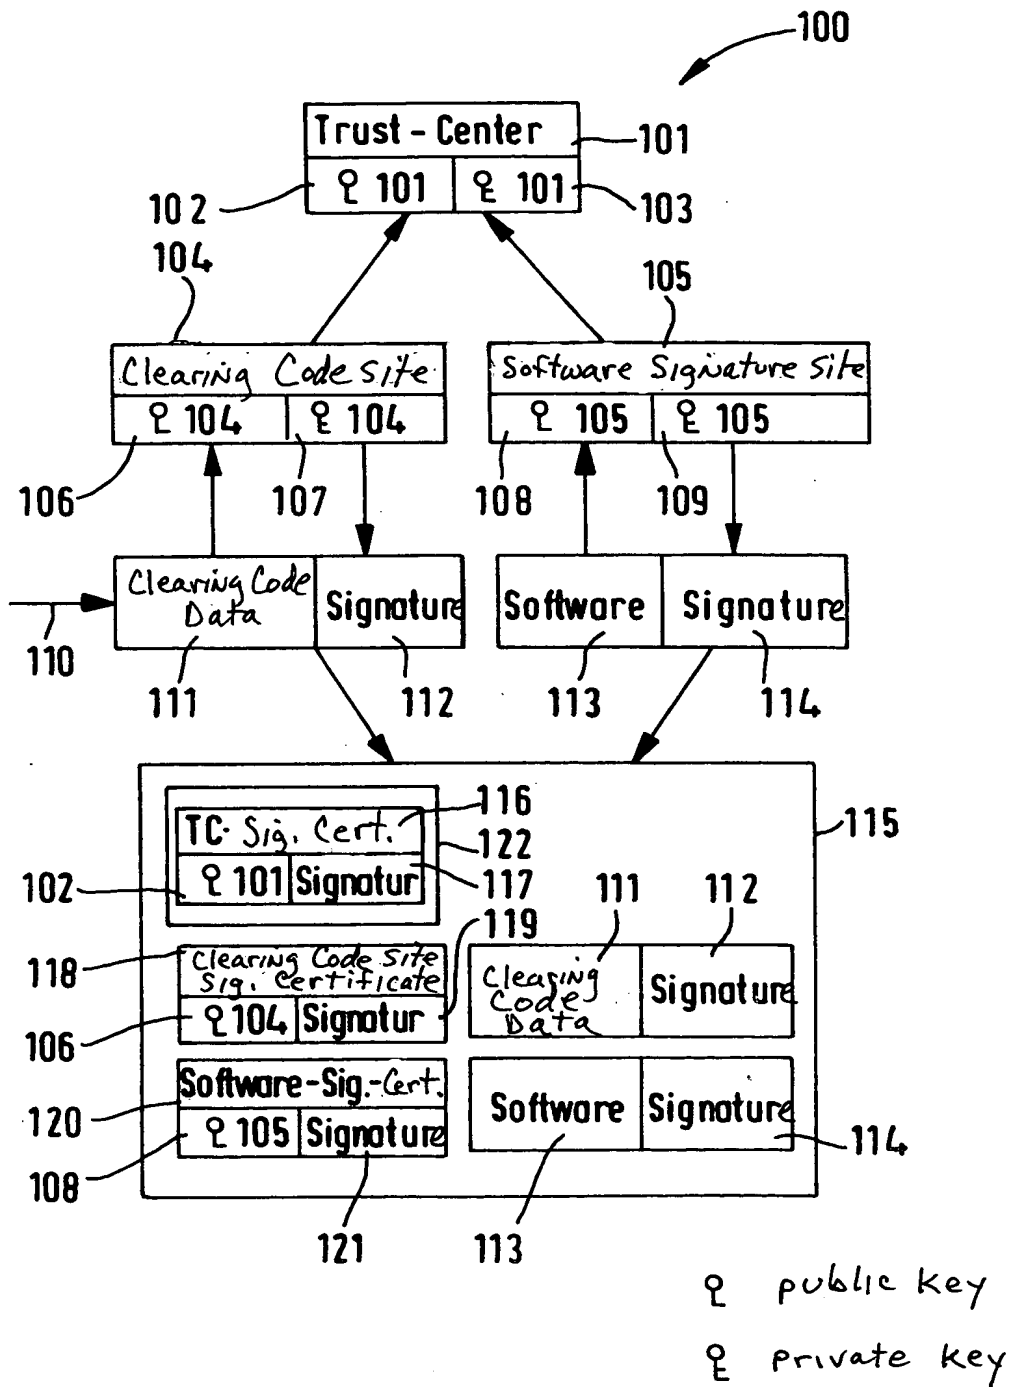 100
Trust-Center
101
101 101
102
103
104
105
Clearing Code Site
Software Signature Site
104 104
105 105
106
107
108
109
Clearing Code
Data
Signature
Software
Signature
110
111
112
113
114
TC- Sig. Cert.
116
122
115
101 Signatur
102
117
111
112
119
118
Clearing Code Site
Sig. Certificate
104 Signatur
106
Clearing
Code
Data
Signature
Software-Sig.-Cert.
120
105 Signature
108
Software
Signature
114
121
113
public key
private key